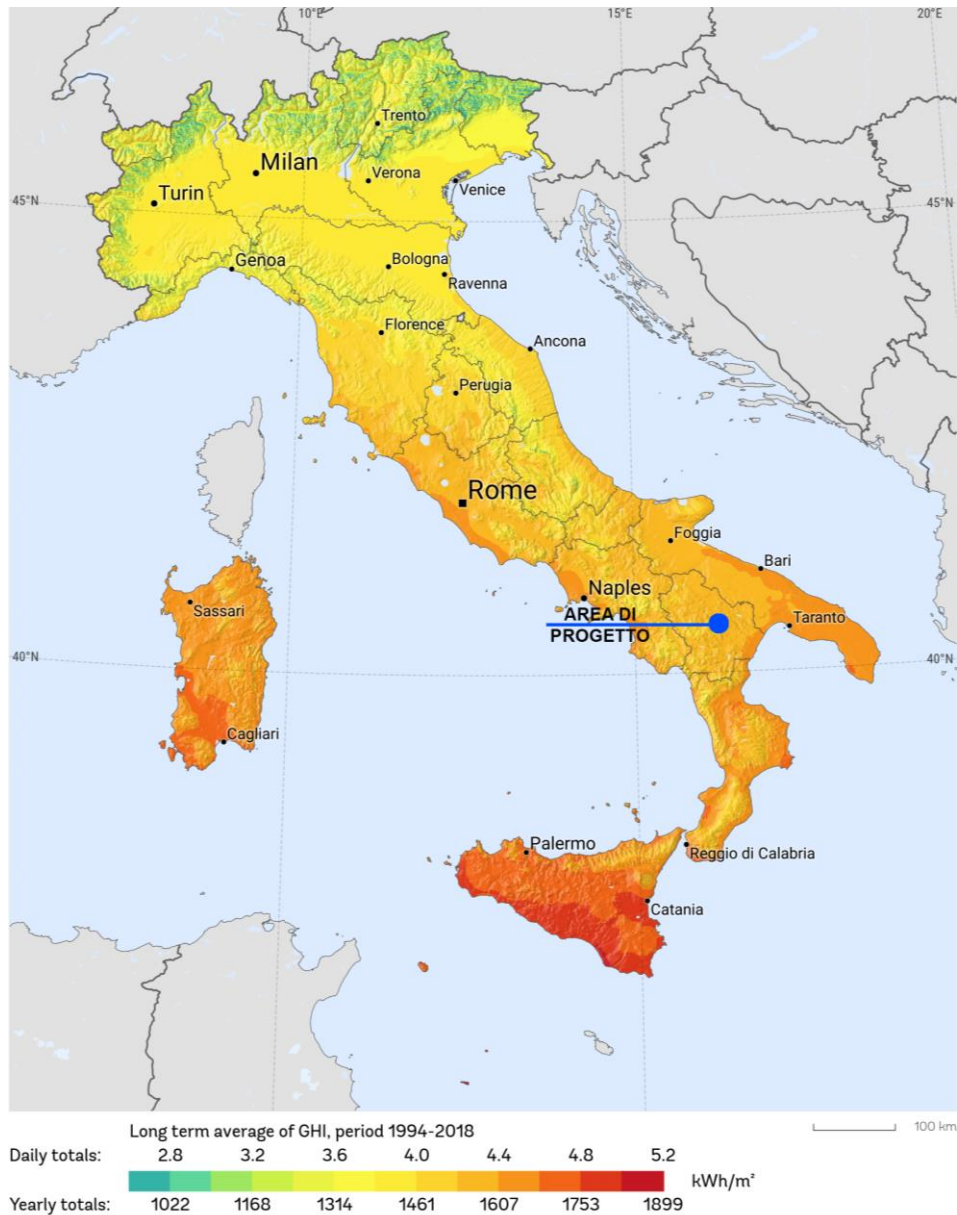 10°E 15°E 20°E
Trento
Milan
Verona
Venice
Turin
45°N 45°N
Genoa
Bologna
Ravenna
Florence
Ancona
Perugia
Rome
Foggia
Bari
Naples
Sassari
AREA DI
PROGETTO
Taranto
40°N 40°N
Cagliari
Palermo
Reggio di Calabria
Catania
100 km
Long term average of GHI, period 1994-2018
Daily totals: 2.8 3.2 3.6 4.0 4.4 4.8 5.2
kWh/m²
Yearly totals: 1022 1168 1314 1461 1607 1753 1899